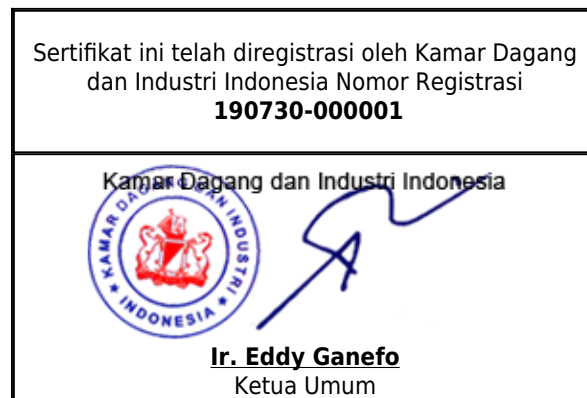 Sertifikat ini telah diregistrasi oleh Kamar Dagang
dan Industri Indonesia Nomor Registrasi
190730-000001
Kamar Dagang dan Industri Indonesia
KAMAR DAGANG DAN INDUSTRI
INDONESIA
Ir. Eddy Ganefo
Ketua Umum